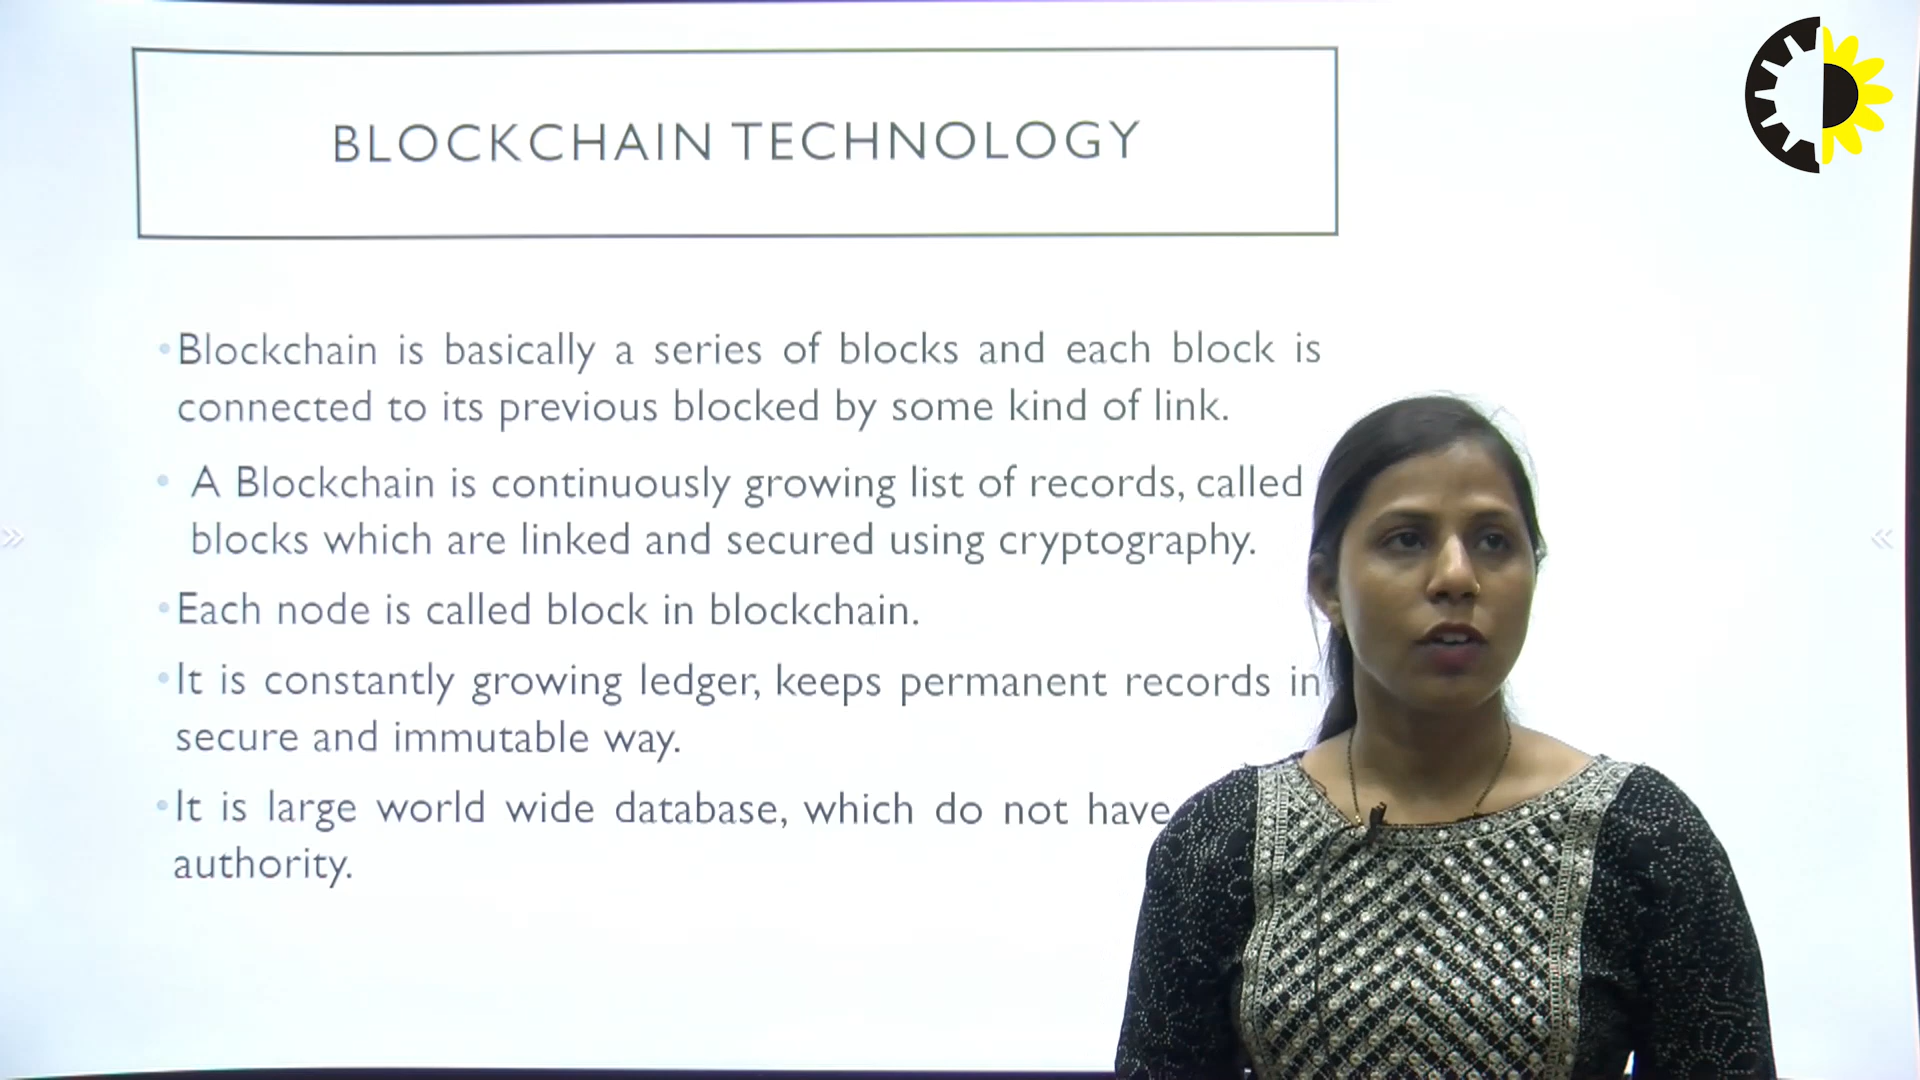 BLOCKCHAIN TECHNOLOGY
•Blockchain is basically a series of blocks and each block is
connected to its previous blocked by some kind of link.
• A Blockchain is continuously growing list of records, called
blocks which are linked and secured using cryptography.
•Each node is called block in blockchain.
•It is constantly growing ledger, keeps permanent records in
secure and immutable way.
•It is large world wide database, which do not have
authority.